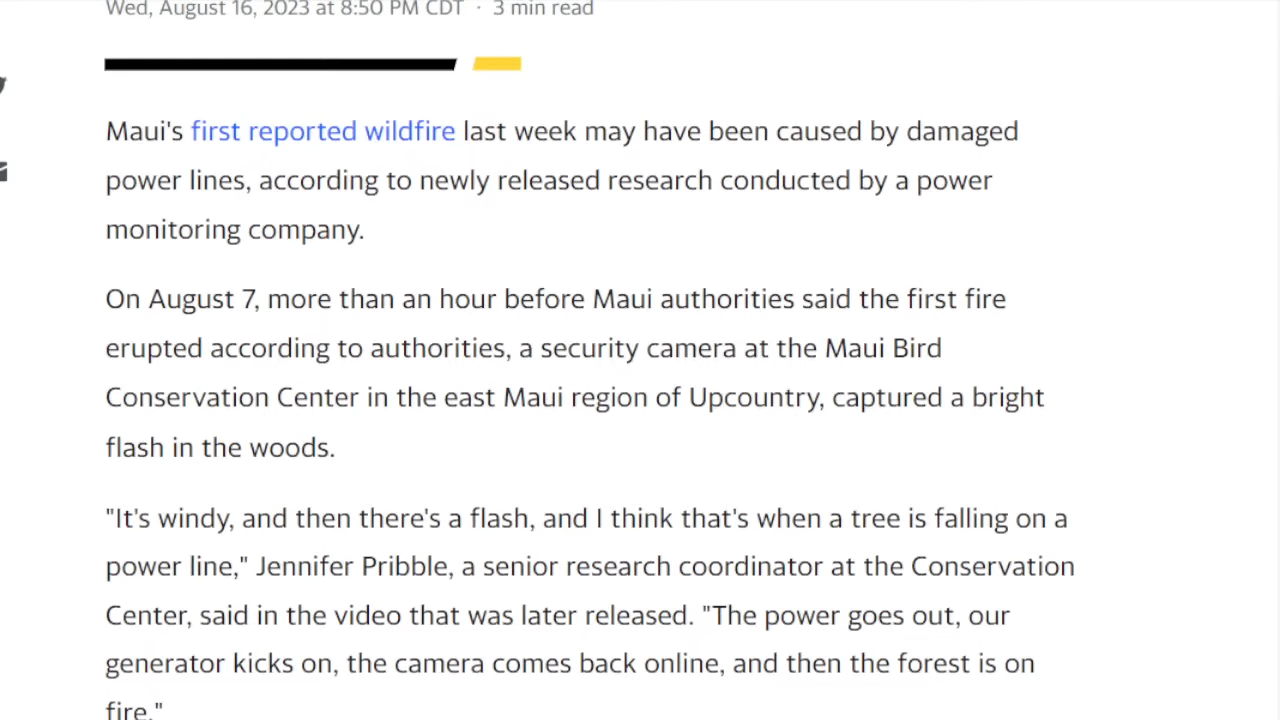 Wed, August 16, 2023 at 8:50 PM CDT · 3 min read
Maui's first reported wildfire last week may have been caused by damaged
power lines, according to newly released research conducted by a power
monitoring company.
On August 7, more than an hour before Maui authorities said the first fire
erupted according to authorities, a security camera at the Maui Bird
Conservation Center in the east Maui region of Upcountry, captured a bright
flash in the woods.
"It's windy, and then there's a flash, and I think that's when a tree is falling on a
power line," Jennifer Pribble, a senior research coordinator at the Conservation
Center, said in the video that was later released. "The power goes out, our
generator kicks on, the camera comes back online, and then the forest is on
fire."